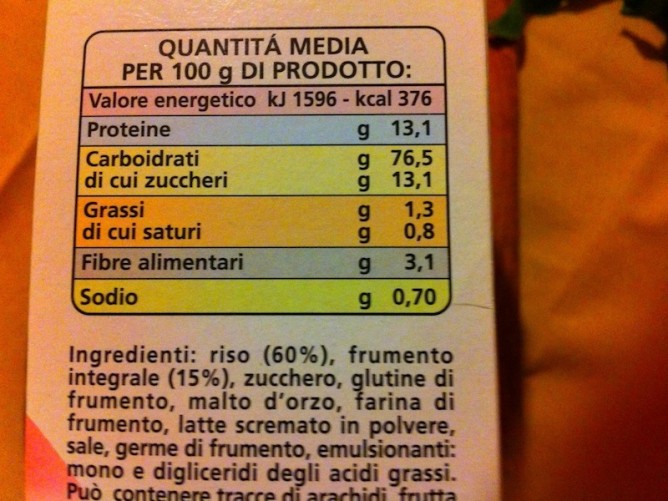 QUANTITÁ MEDIA
PER 100 g DI PRODOTTO:
Valore energetico kJ 1596 - kcal 376
Proteine g 13,1
Carboidrati g 76,5
di cui zuccheri g 13,1
Grassi g 1,3
di cui saturi g 0,8
Fibre alimentari g 3,1
Sodio g 0,70
Ingredienti: riso (60%), frumento
integrale (15%), zucchero, glutine di
frumento, malto d'orzo, farina di
frumento, latte scremato in polvere,
sale, germe di frumento, emulsionanti:
mono e digliceridi degli acidi grassi.
Può contenere tracce di arachidi, frutta